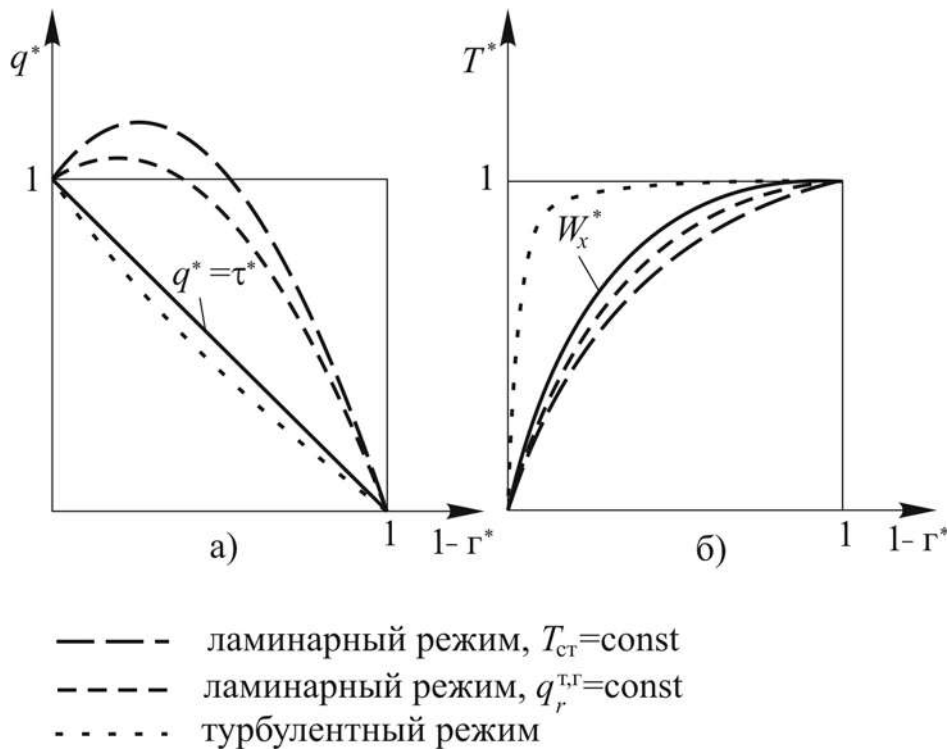 q*
1
q*=τ*
1
1- г*
а)
T*
1
W_x*
1
1- г*
б)
ламинарный режим, T_ст=const
ламинарный режим, q_r^т,г=const
турбулентный режим